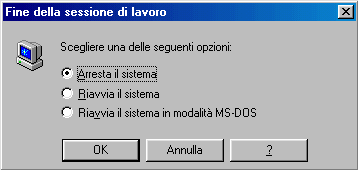 Fine della sessione di lavoro
Scegliere una delle seguenti opzioni:
Arresta il sistema
Riavvia il sistema
Riavvia il sistema in modalità MS-DOS
OK Annulla ?